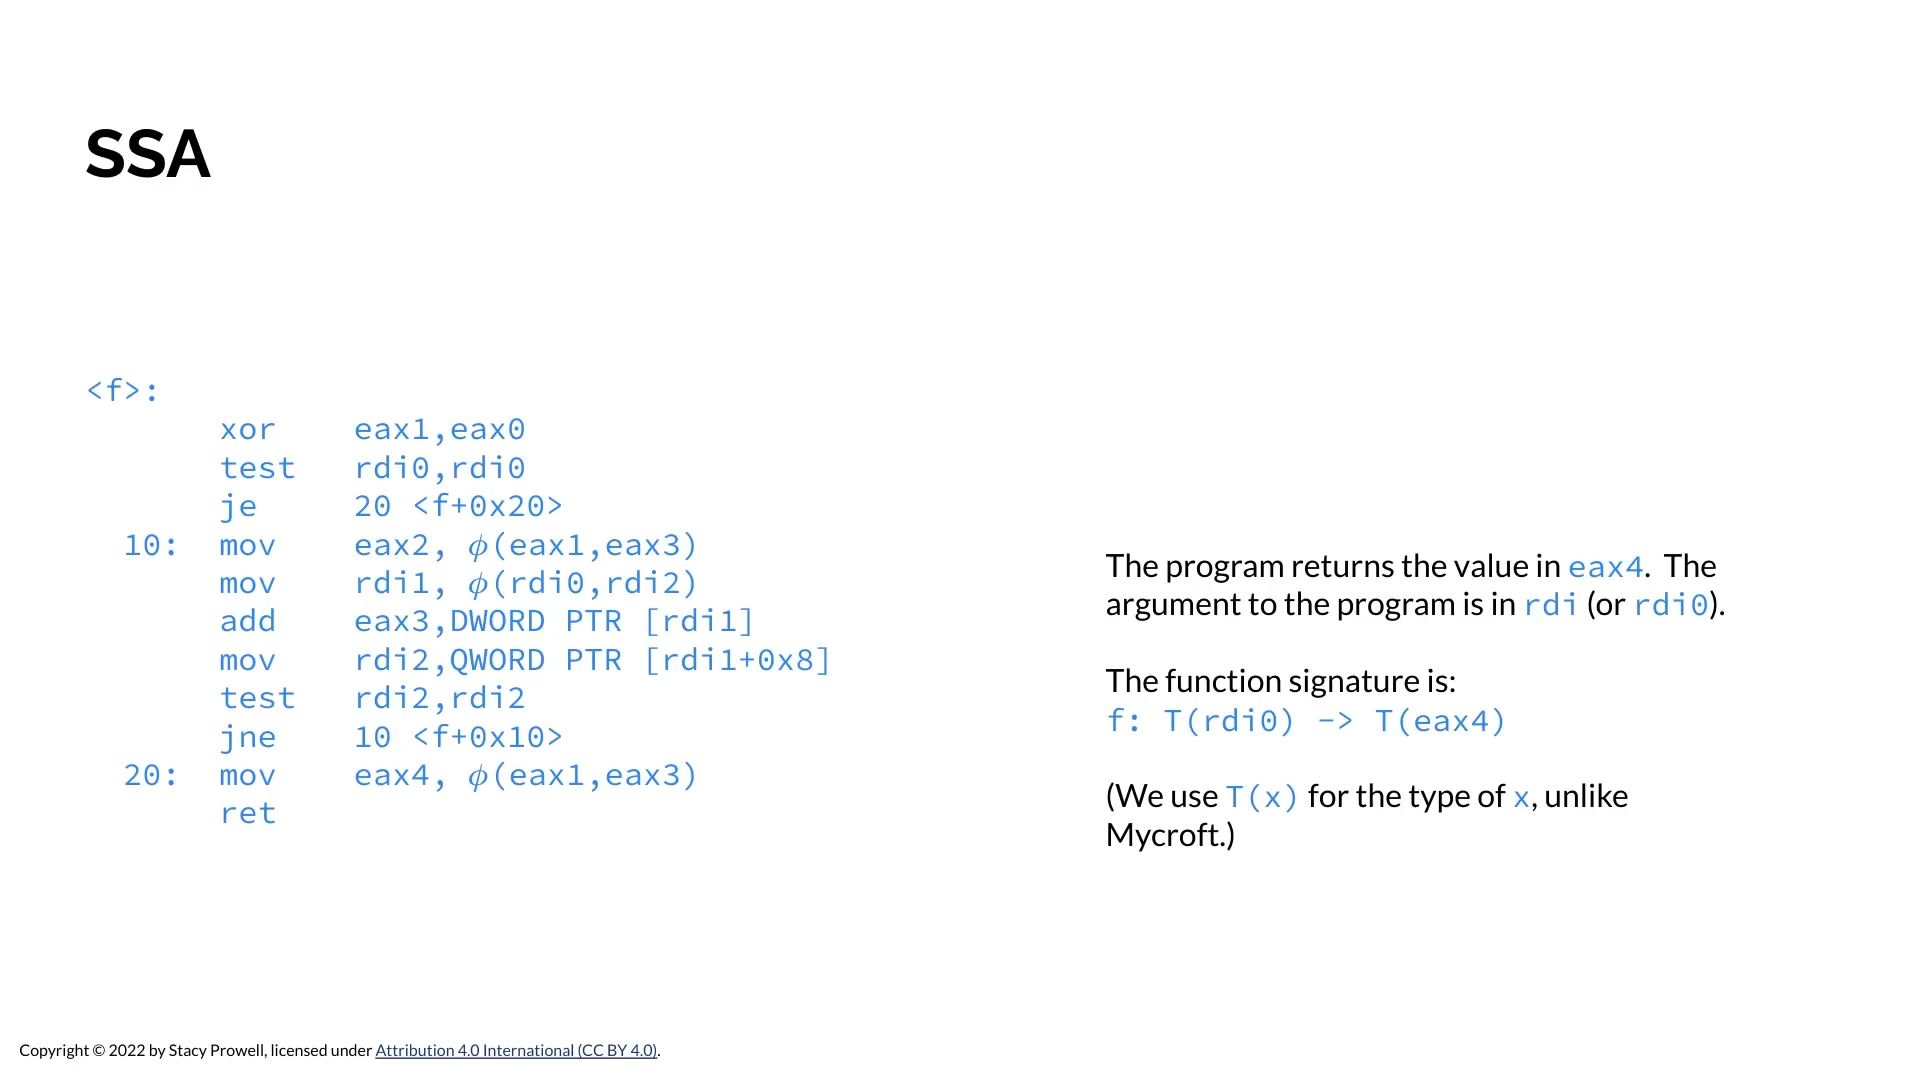 SSA
<f>:
xor eax1,eax0
test rdi0,rdi0
je 20 <f+0x20>
10: mov eax2, ϕ(eax1,eax3)
mov rdi1, ϕ(rdi0,rdi2)
add eax3,DWORD PTR [rdi1]
mov rdi2,QWORD PTR [rdi1+0x8]
test rdi2,rdi2
jne 10 <f+0x10>
20: mov eax4, ϕ(eax1,eax3)
ret
The program returns the value in eax4. The
argument to the program is in rdi (or rdi0).
The function signature is:
f: T(rdi0) -> T(eax4)
(We use T(x) for the type of x, unlike
Mycroft.)
Copyright © 2022 by Stacy Prowell, licensed under Attribution 4.0 International (CC BY 4.0).